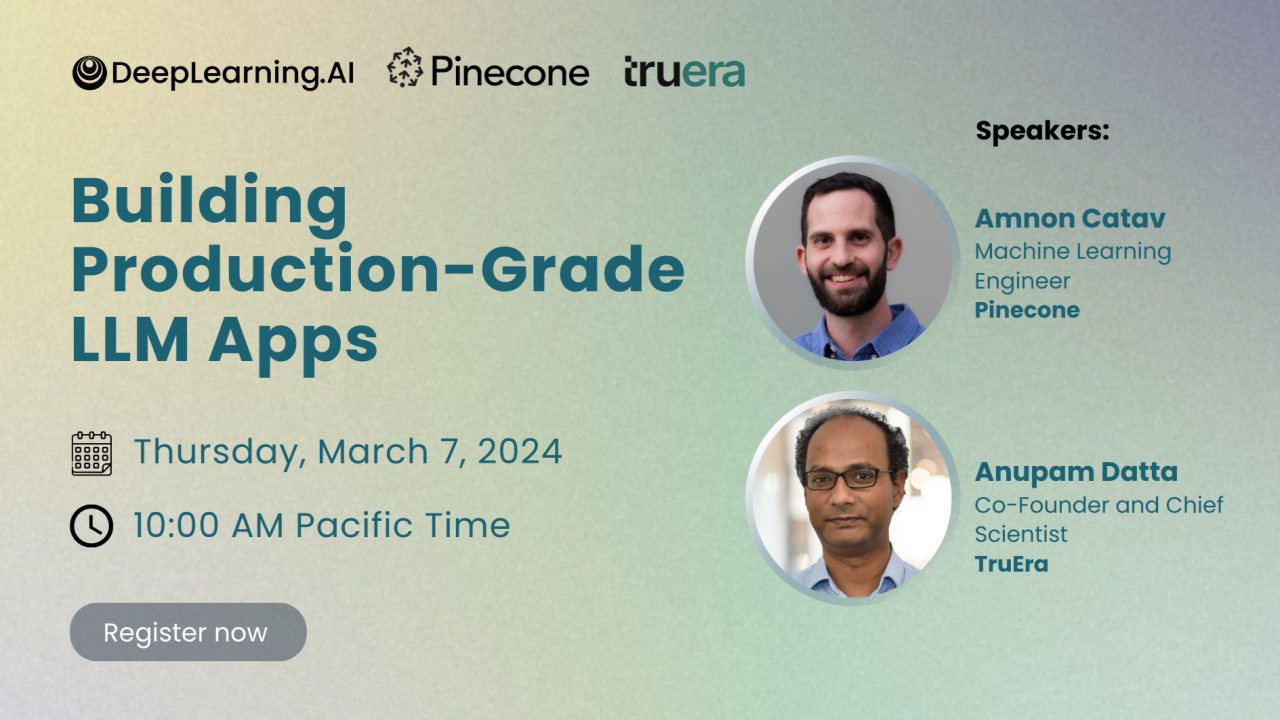 DeepLearning.AI
Pinecone
truera
Building
Production-Grade
LLM Apps
Thursday, March 7, 2024
10:00 AM Pacific Time
Register now
Speakers:
Amnon Catav
Machine Learning
Engineer
Pinecone
Anupam Datta
Co-Founder and Chief
Scientist
TruEra